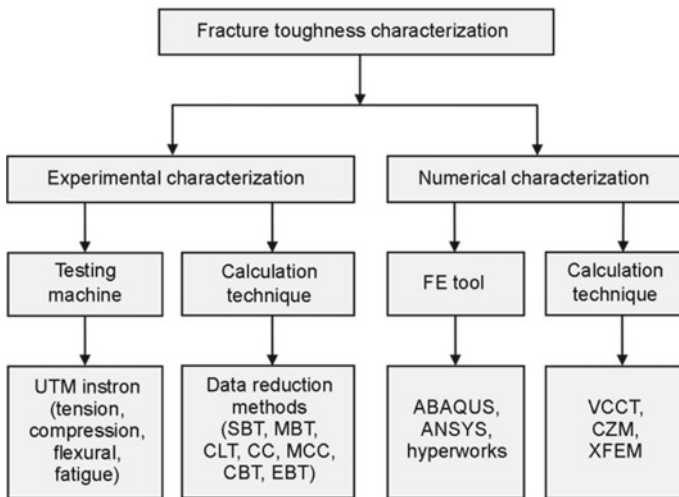 Fracture toughness characterization
Experimental characterization
Numerical characterization
Testing
machine
Calculation
technique
FE tool
Calculation
technique
UTM instron
(tension,
compression,
flexural,
fatigue)
Data reduction
methods
(SBT, MBT,
CLT, CC, MCC,
CBT, EBT)
ABAQUS,
ANSYS,
hyperworks
VCCT,
CZM,
XFEM